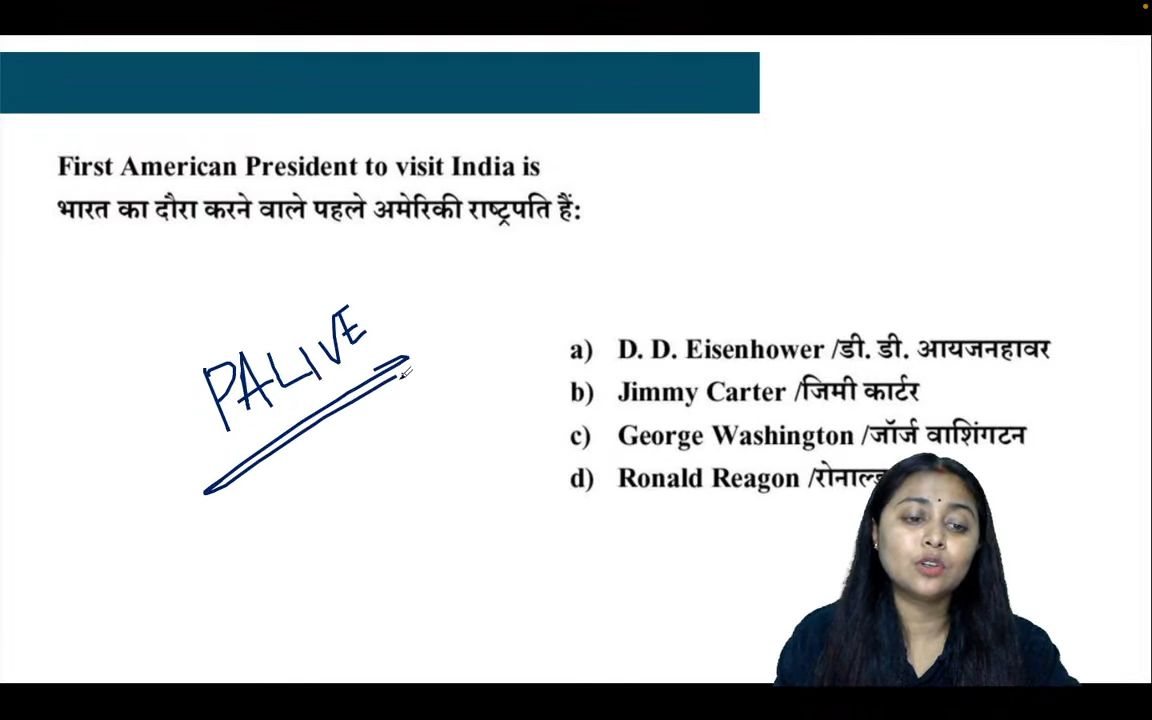 First American President to visit India is
भारत का दौरा करने वाले पहले अमेरिकी राष्ट्रपति हैं:
PALIVE
a) D. D. Eisenhower /डी. डी. आयजनहावर
b) Jimmy Carter /जिमी कार्टर
c) George Washington /जॉर्ज वाशिंगटन
d) Ronald Reagon /